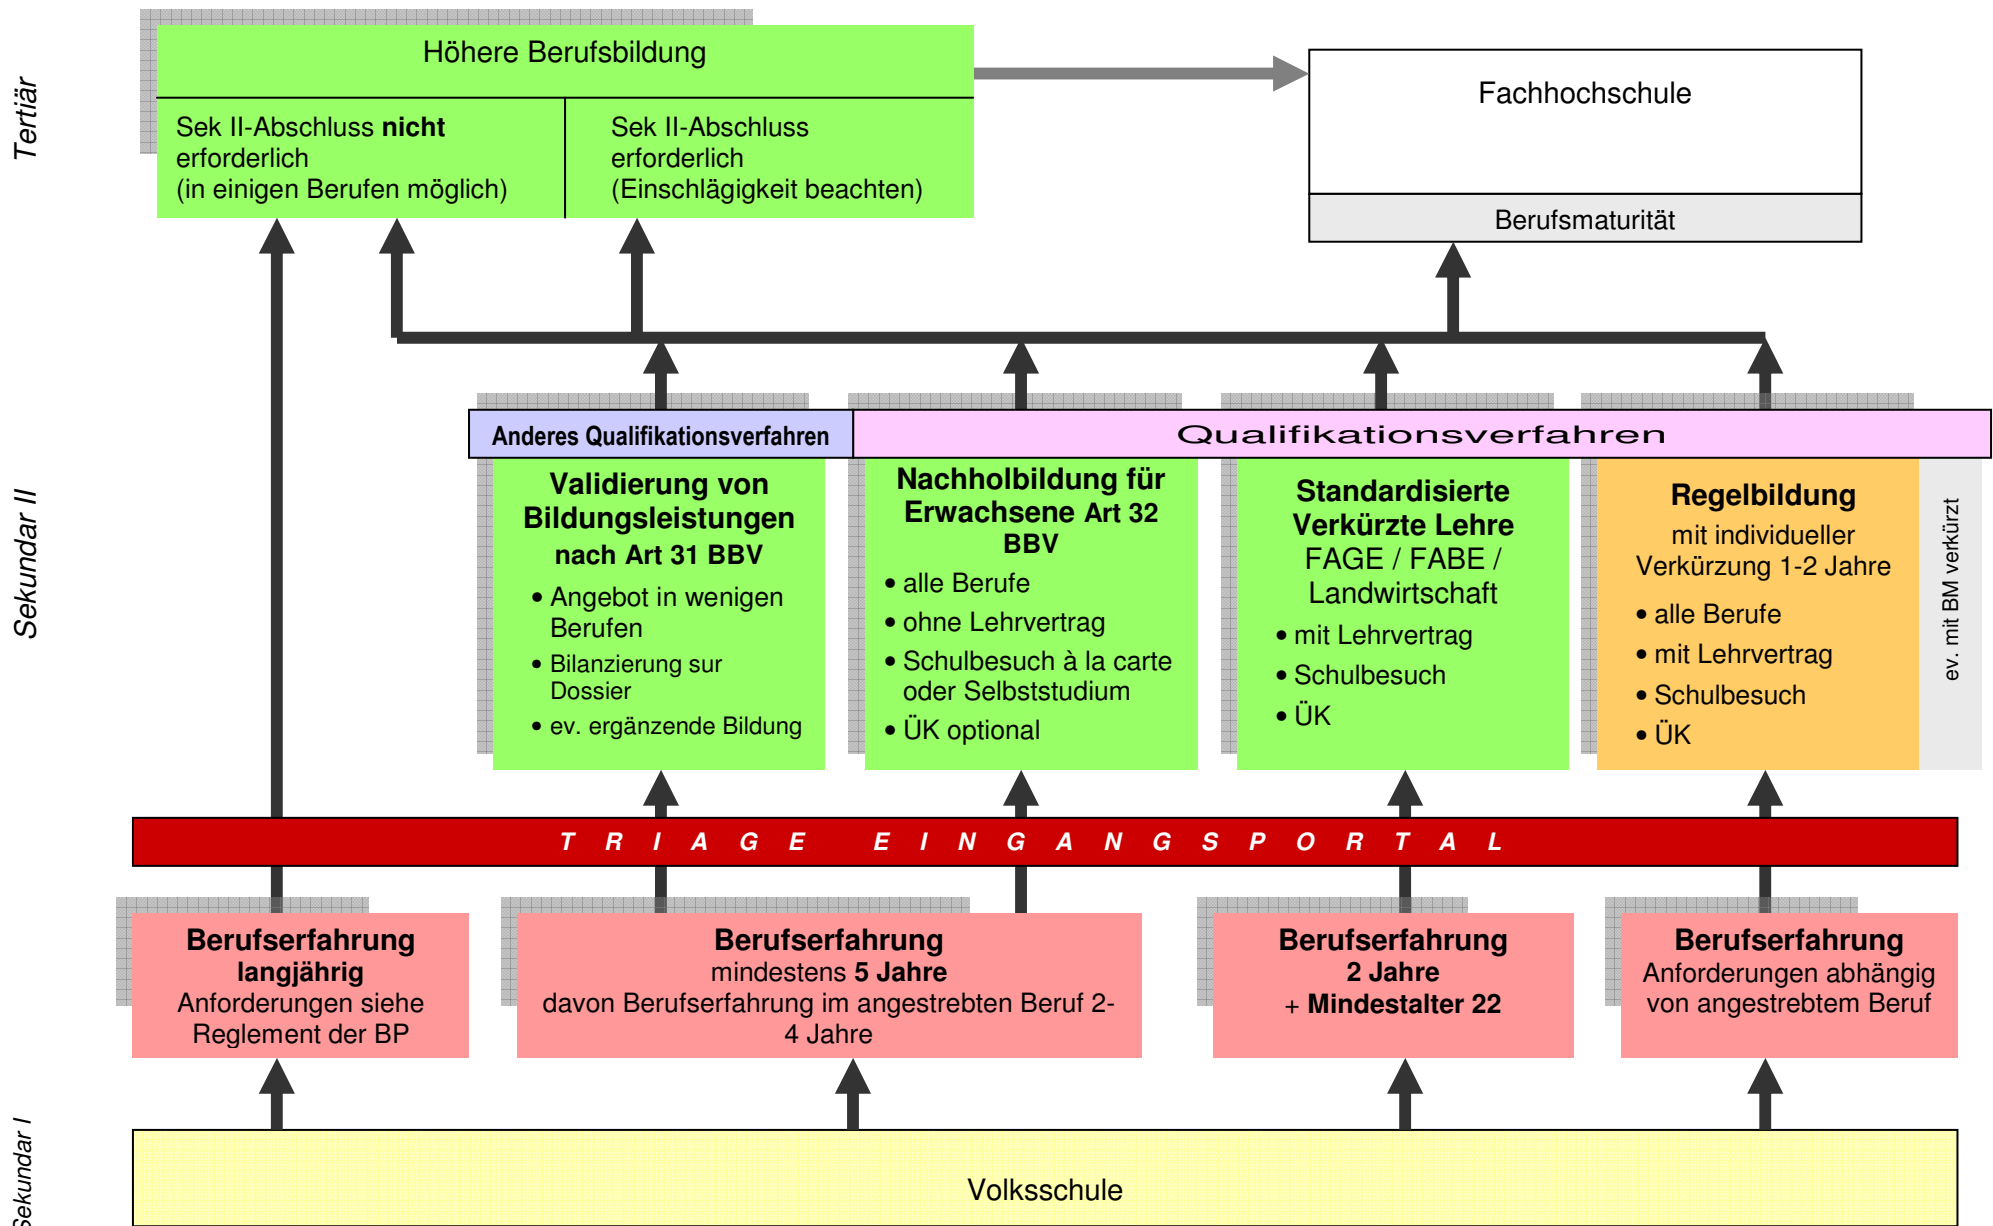 Tertiär
Höhere Berufsbildung
Sek II-Abschluss nicht
erforderlich
(in einigen Berufen möglich)
Sek II-Abschluss
erforderlich
(Einschlägigkeit beachten)
Fachhochschule
Berufsmaturität
Sekundar II
Anderes Qualifikationsverfahren
Qualifikationsverfahren
Validierung von
Bildungsleistungen
nach Art 31 BBV
• Angebot in wenigen
Berufen
• Bilanzierung sur
Dossier
• ev. ergänzende Bildung
Nachholbildung für
Erwachsene Art 32
BBV
• alle Berufe
• ohne Lehrvertrag
• Schulbesuch à la carte
oder Selbststudium
• ÜK optional
Standardisierte
Verkürzte Lehre
FAGE / FABE /
Landwirtschaft
• mit Lehrvertrag
• Schulbesuch
• ÜK
Regelbildung
mit individueller
Verkürzung 1-2 Jahre
• alle Berufe
• mit Lehrvertrag
• Schulbesuch
• ÜK
ev. mit BM verkürzt
TRIAGE EINGANGSPORTAL
Berufserfahrung
langjährig
Anforderungen siehe
Reglement der BP
Berufserfahrung
mindestens 5 Jahre
davon Berufserfahrung im angestrebten Beruf 2-
4 Jahre
Berufserfahrung
2 Jahre
+ Mindestalter 22
Berufserfahrung
Anforderungen abhängig
von angestrebtem Beruf
Sekundar I
Volksschule